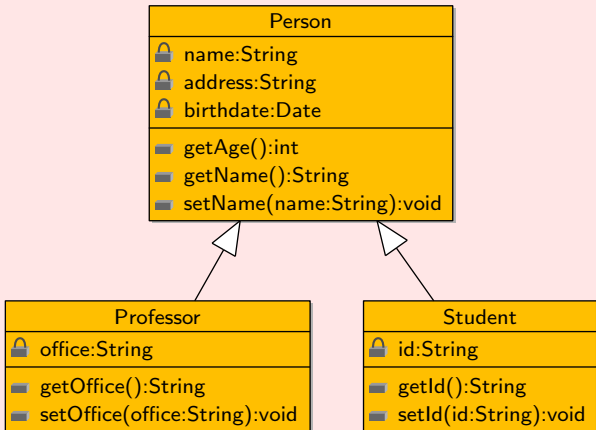 Person
name:String
address:String
birthdate:Date
getAge():int
getName():String
setName(name:String):void
Professor
office:String
getOffice():String
setOffice(office:String):void
Student
id:String
getId():String
setId(id:String):void